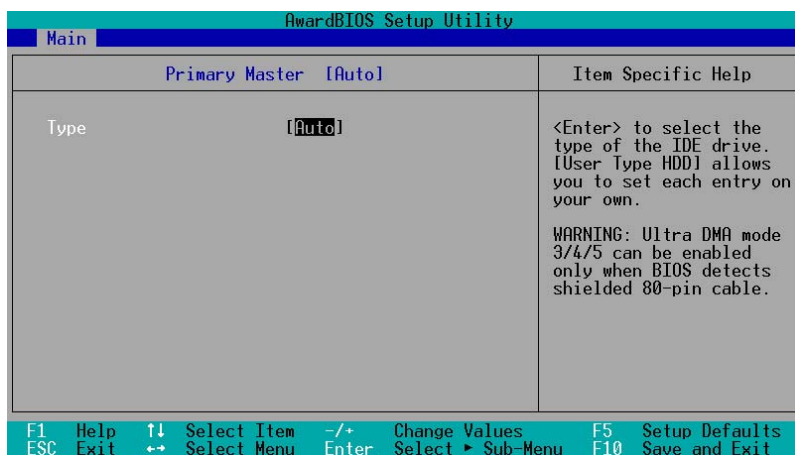 AwardBIOS Setup Utility
Main
Primary Master [Auto]
Item Specific Help
Type [Auto]
<Enter> to select the
type of the IDE drive.
[User Type HDD] allows
you to set each entry on
your own.
WARNING: Ultra DMA mode
3/4/5 can be enabled
only when BIOS detects
shielded 80-pin cable.
F1 Help ↑↓ Select Item -/+ Change Values F5 Setup Defaults
ESC Exit ←→ Select Menu Enter Select ► Sub-Menu F10 Save and Exit